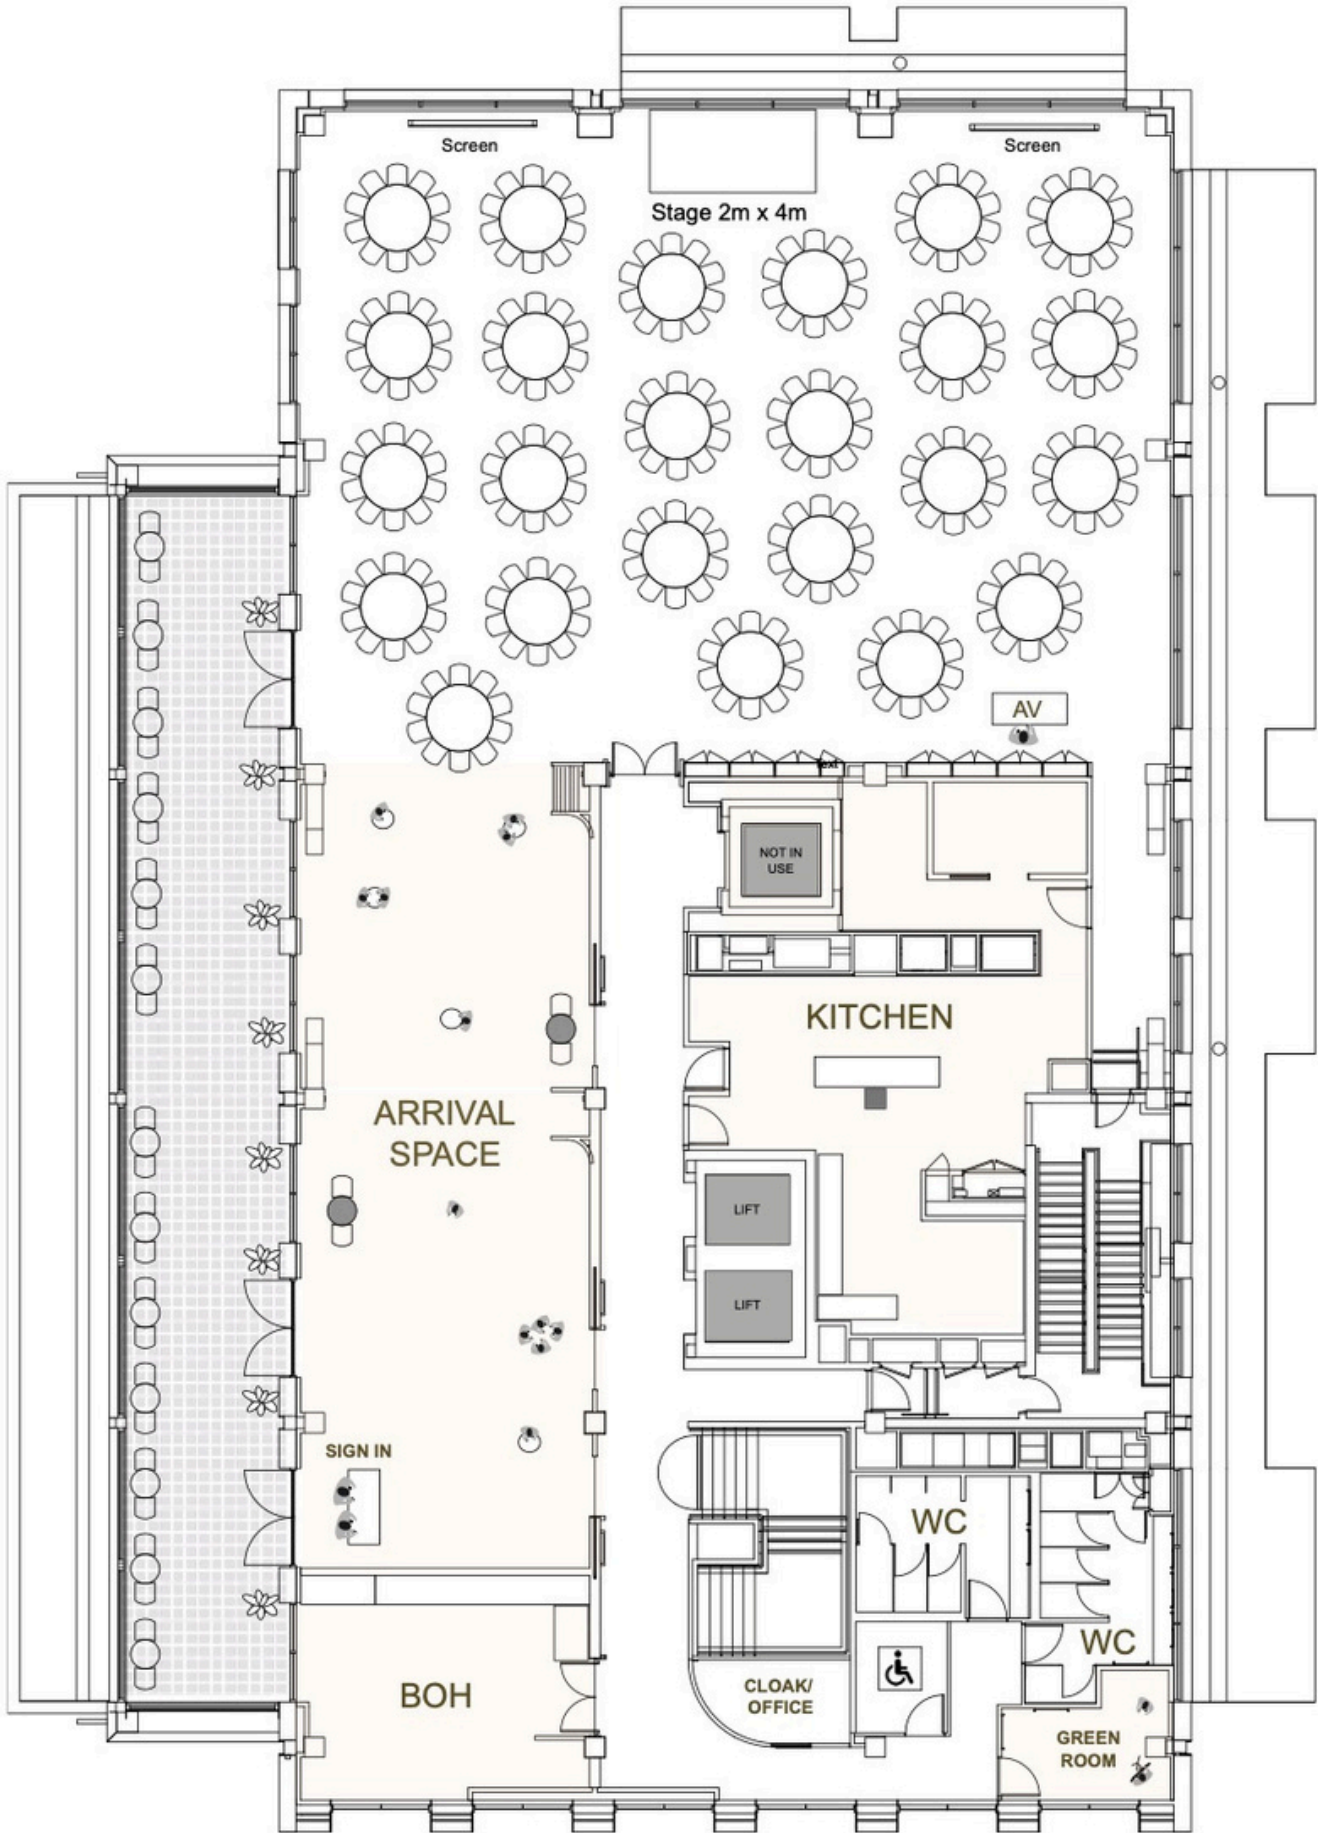 Screen
Screen
Stage 2m x 4m
AV
text
NOT IN
USE
KITCHEN
ARRIVAL
SPACE
LIFT
LIFT
SIGN IN
WC
WC
CLOAK/
OFFICE
BOH
GREEN
ROOM